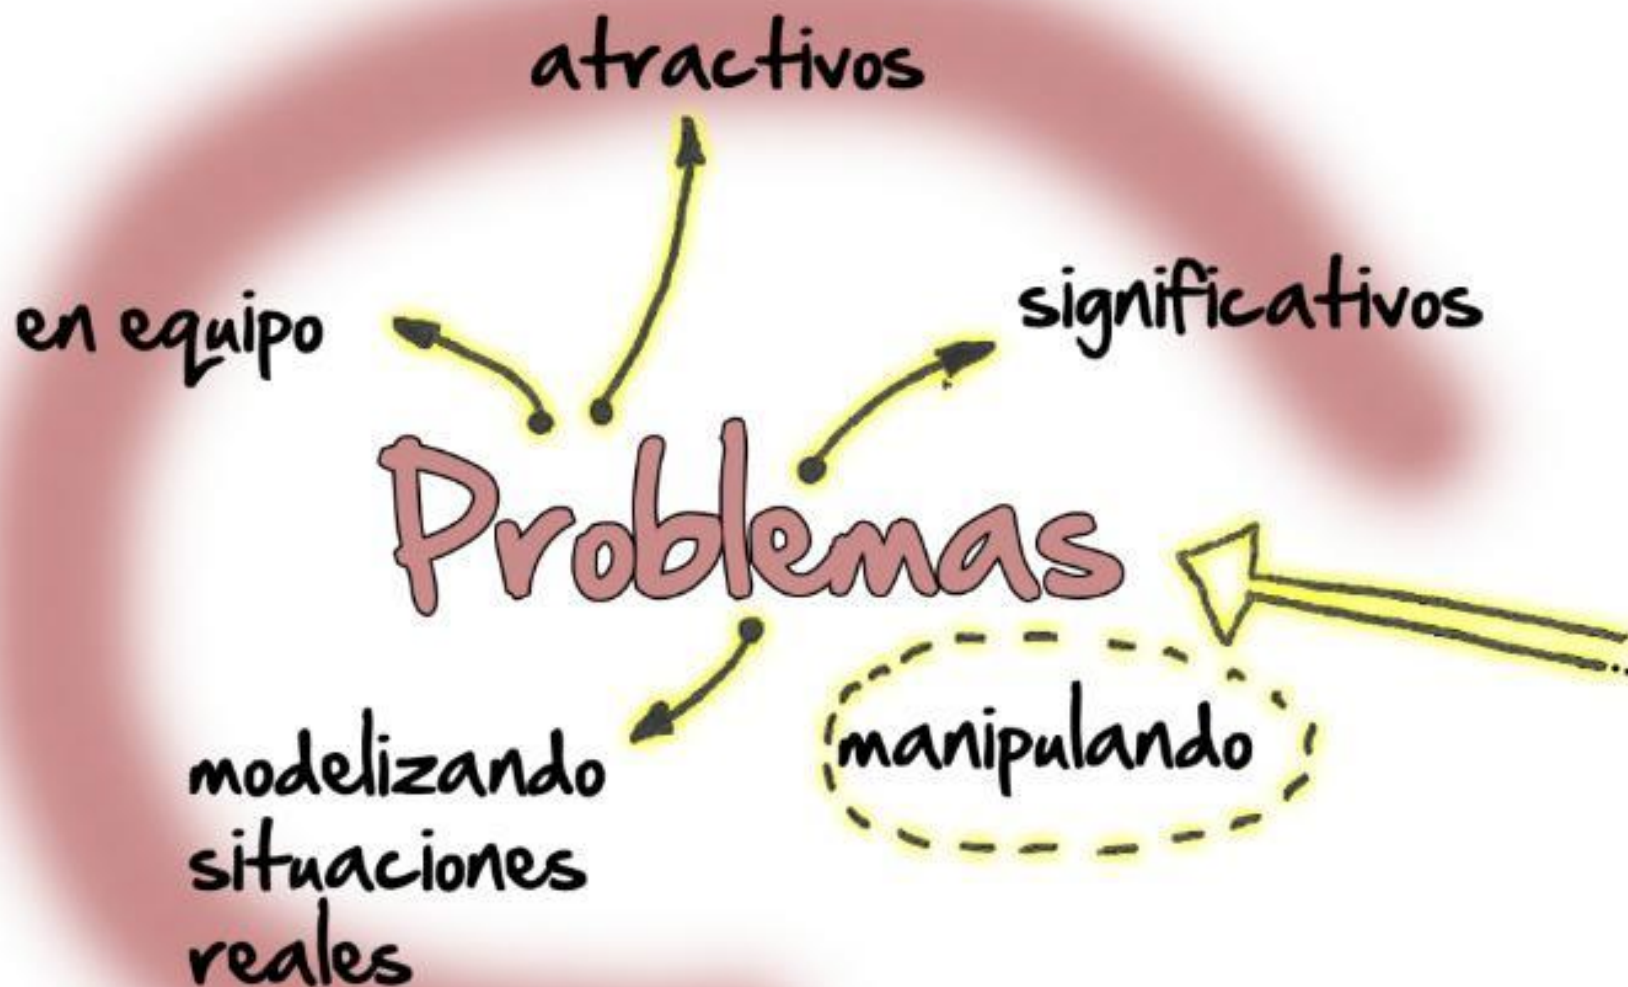 atractivos
en equipo
significativos
Problemas
manipulando
modelizando
situaciones
reales